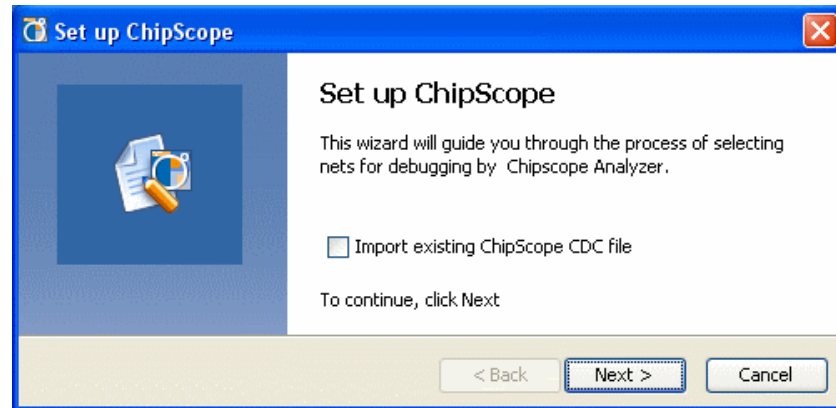 Set up ChipScope
Set up ChipScope
This wizard will guide you through the process of selecting
nets for debugging by Chipscope Analyzer.
Import existing ChipScope CDC file
To continue, click Next
< Back Next > Cancel